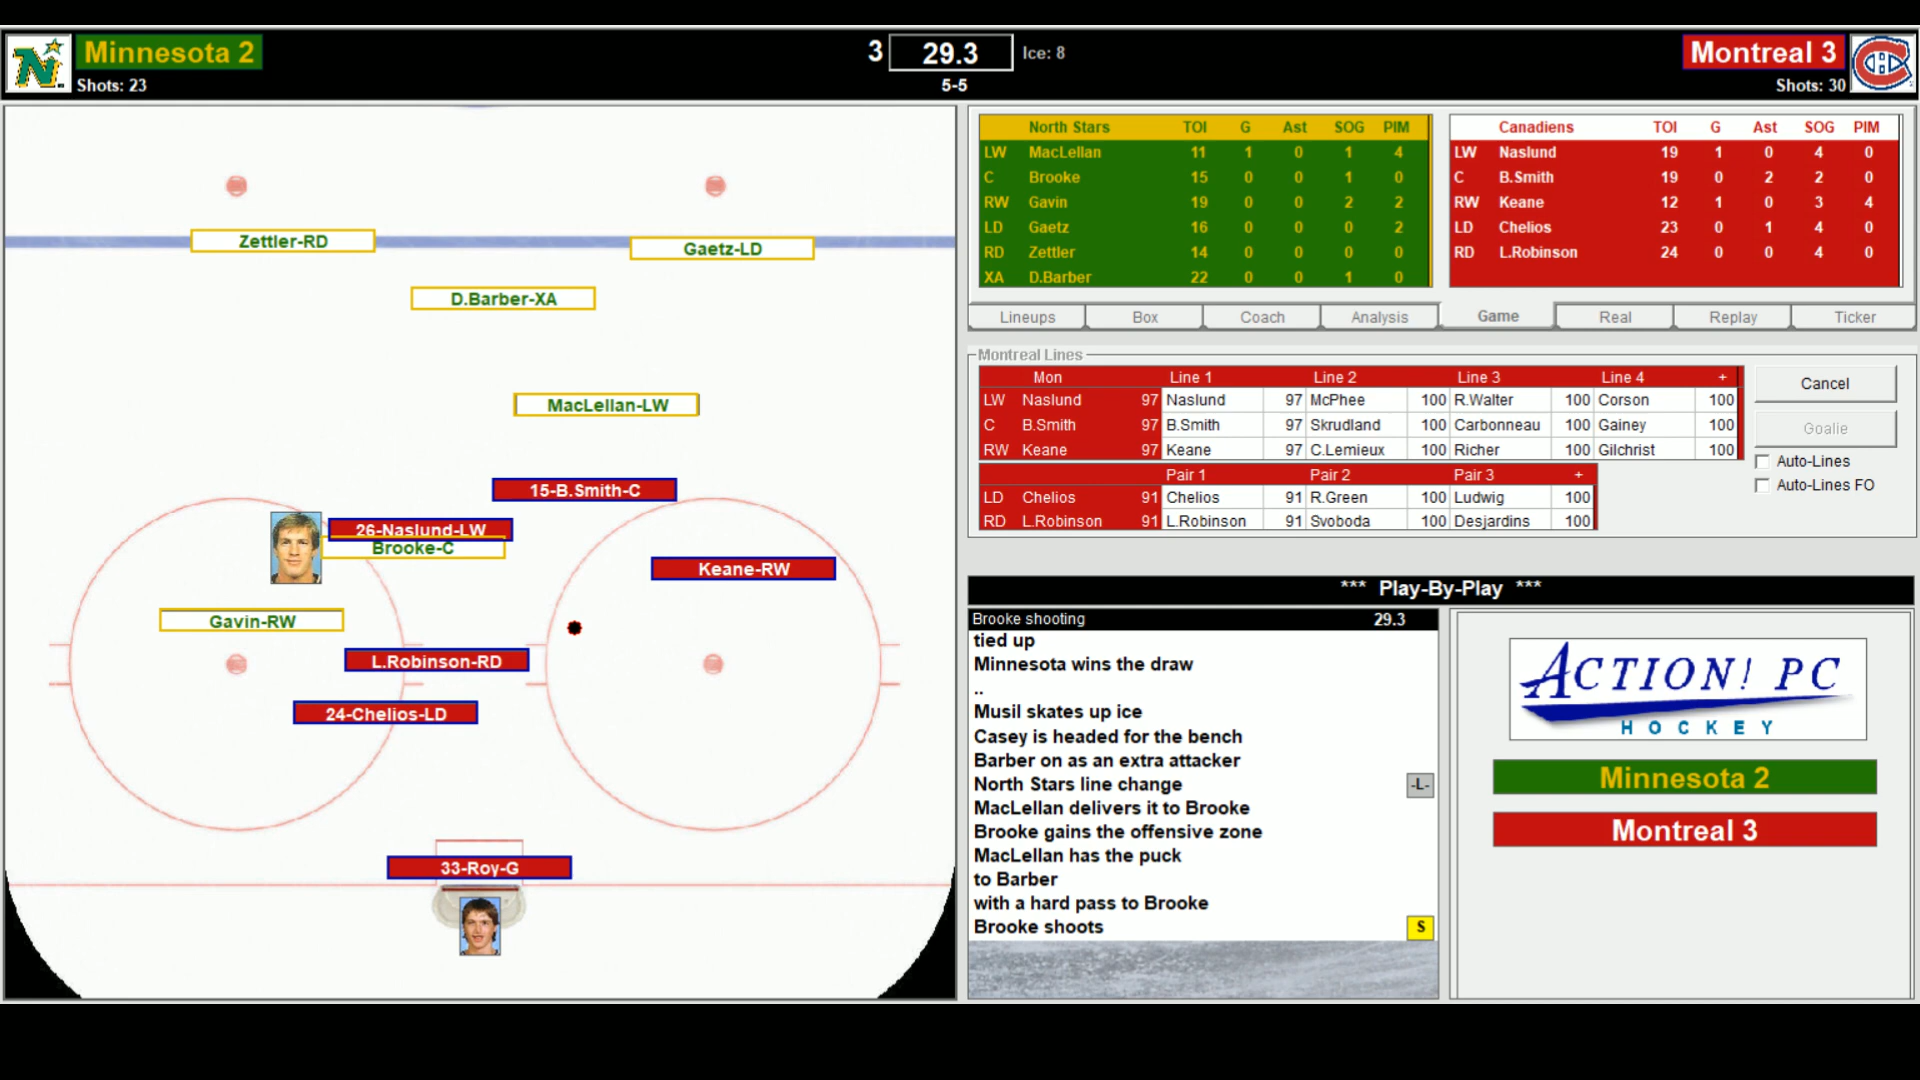 Minnesota 2
Shots: 23
3 29.3 Ice: 8
5-5
Montreal 3
Shots: 30
Zettler-RD
Gaetz-LD
D.Barber-XA
MacLellan-LW
15-B.Smith-C
26-Naslund-LW
Brooke-C
Keane-RW
Gavin-RW
L.Robinson-RD
24-Chelios-LD
33-Roy-G
North Stars TOI G Ast SOG PIM
LW MacLellan 11 1 0 1 4
C Brooke 15 0 0 1 0
RW Gavin 19 0 0 2 2
LD Gaetz 16 0 0 0 2
RD Zettler 14 0 0 0 0
XA D.Barber 22 0 0 1 0
Canadiens TOI G Ast SOG PIM
LW Naslund 19 1 0 4 0
C B.Smith 19 0 2 2 0
RW Keane 12 1 0 3 4
LD Chelios 23 0 1 4 0
RD L.Robinson 24 0 0 4 0
Lineups Box Coach Analysis Game Real Replay Ticker
Montreal Lines
Mon Line 1 Line 2 Line 3 Line 4 +
LW Naslund 97 Naslund 97 McPhee 100 R.Walter 100 Corson 100
C B.Smith 97 B.Smith 97 Skrudland 100 Carbonneau 100 Gainey 100
RW Keane 97 Keane 97 C.Lemieux 100 Richer 100 Gilchrist 100
Pair 1 Pair 2 Pair 3 +
LD Chelios 91 Chelios 91 R.Green 100 Ludwig 100
RD L.Robinson 91 L.Robinson 91 Svoboda 100 Desjardins 100
Cancel
Goalie
Auto-Lines
Auto-Lines FO
*** Play-By-Play ***
Brooke shooting 29.3
tied up
Minnesota wins the draw
..
Musil skates up ice
Casey is headed for the bench
Barber on as an extra attacker
North Stars line change -L-
MacLellan delivers it to Brooke
Brooke gains the offensive zone
MacLellan has the puck
to Barber
with a hard pass to Brooke
Brooke shoots S
ACTION! PC
HOCKEY
Minnesota 2
Montreal 3